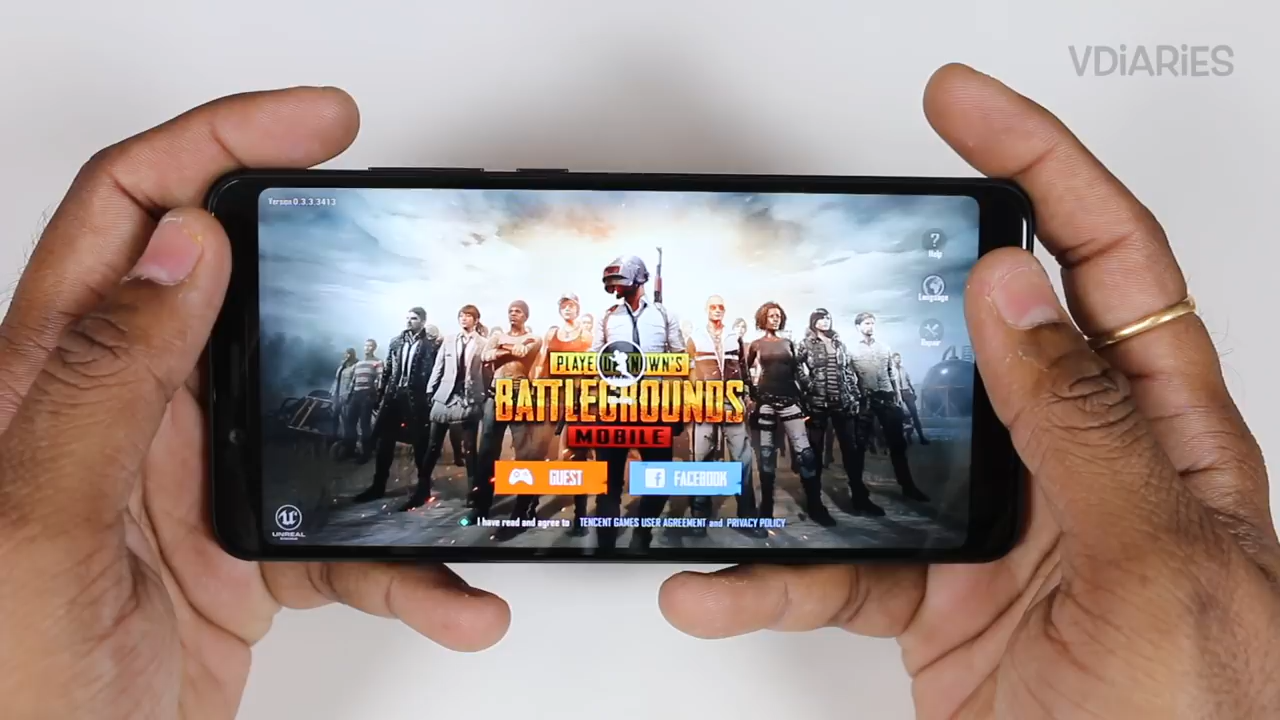 VDiARiES
Version 0.3.3.3413
?
Help
Language
Repair
PLAYERUNKNOWN'S
BATTLEGROUNDS
MOBILE
GUEST
f FACEBOOK
I have read and agree to TENCENT GAMES USER AGREEMENT and PRIVACY POLICY
UNREAL